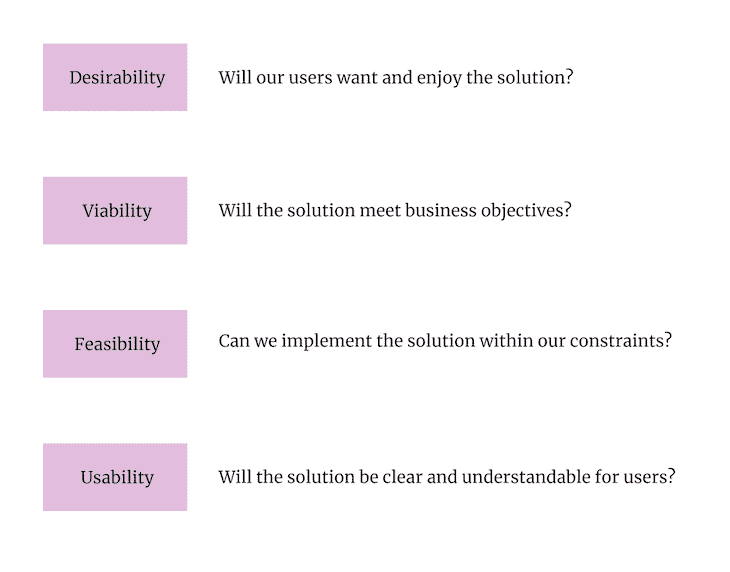 Desirability
Will our users want and enjoy the solution?
Viability
Will the solution meet business objectives?
Feasibility
Can we implement the solution within our constraints?
Usability
Will the solution be clear and understandable for users?